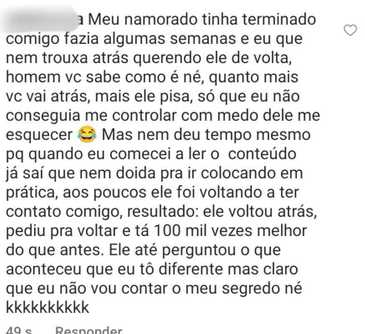 a Meu namorado tinha terminado
comigo fazia algumas semanas e eu que
nem trouxa atrás querendo ele de volta,
homem vc sabe como é né, quanto mais
vc vai atrás, mais ele pisa, só que eu não
conseguia me controlar com medo dele me
esquecer 😂 Mas nem deu tempo mesmo
pq quando eu comecei a ler o conteúdo
já saí que nem doida pra ir colocando em
prática, aos poucos ele foi voltando a ter
contato comigo, resultado: ele voltou atrás,
pediu pra voltar e tá 100 mil vezes melhor
do que antes. Ele até perguntou o que
aconteceu que eu tô diferente mas claro
que eu não vou contar o meu segredo né
kkkkkkkkkk
49 s Responder